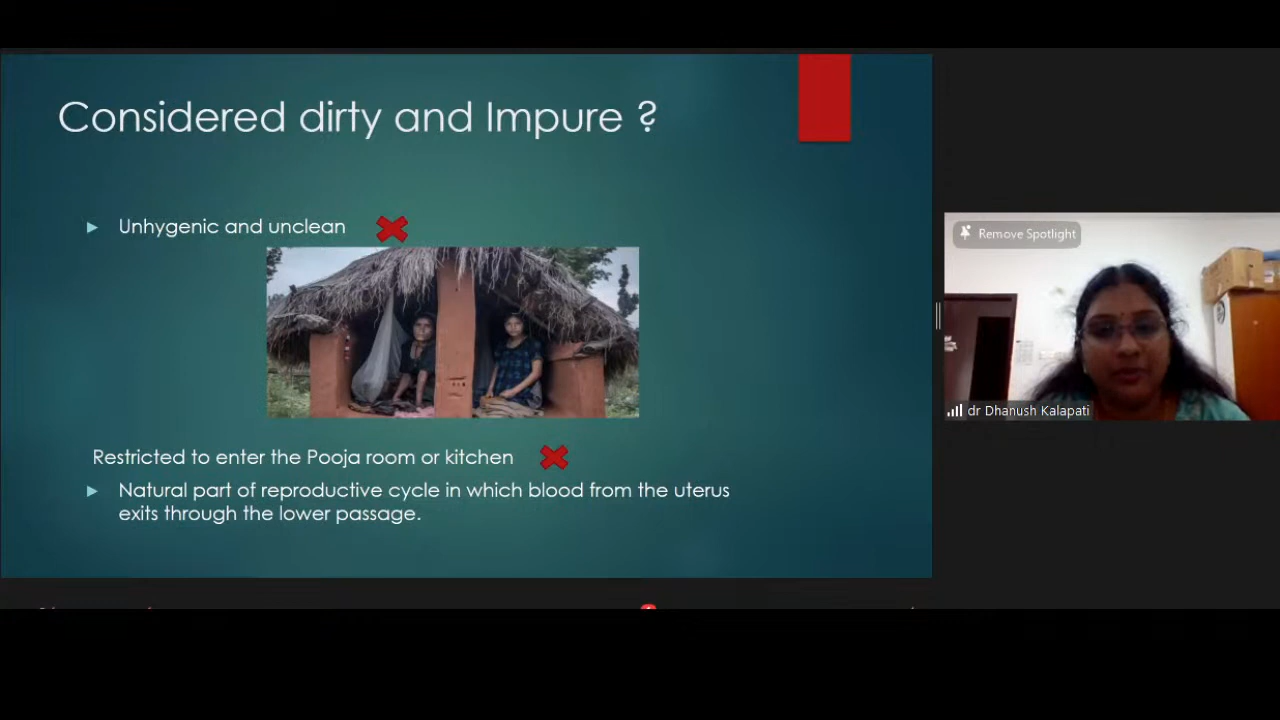 Considered dirty and Impure ?
Unhygenic and unclean
Remove Spotlight
dr Dhanush Kalapati
Restricted to enter the Pooja room or kitchen
Natural part of reproductive cycle in which blood from the uterus
exits through the lower passage.